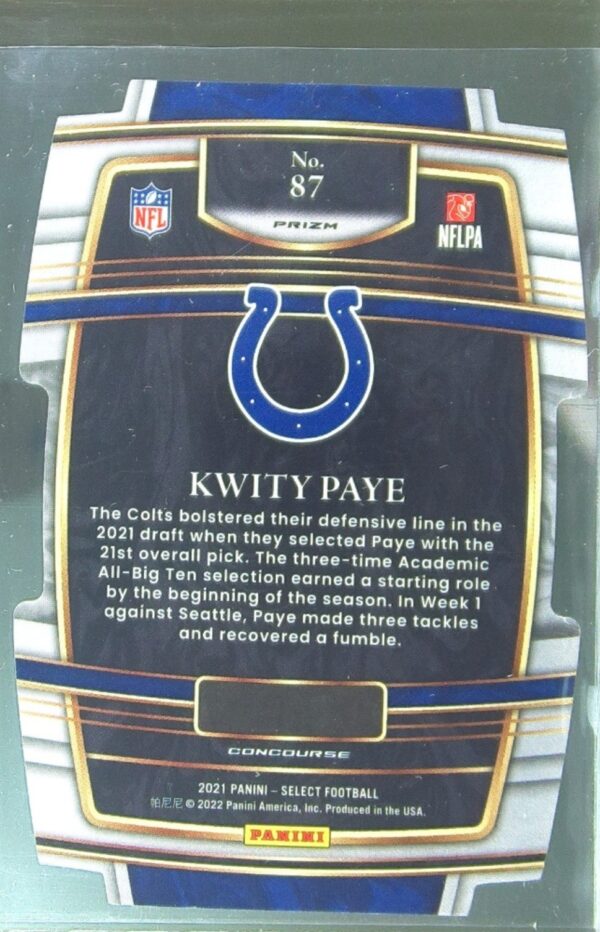 No.
87
PRIZM
NFL
NFLPA
KWITY PAYE
The Colts bolstered their defensive line in the
2021 draft when they selected Paye with the
21st overall pick. The three-time Academic
All-Big Ten selection earned a starting role
by the beginning of the season. In Week 1
against Seattle, Paye made three tackles
and recovered a fumble.
CONCOURSE
2021 PANINI – SELECT FOOTBALL
帕尼尼 © 2022 Panini America, Inc. Produced in the USA.
PANINI